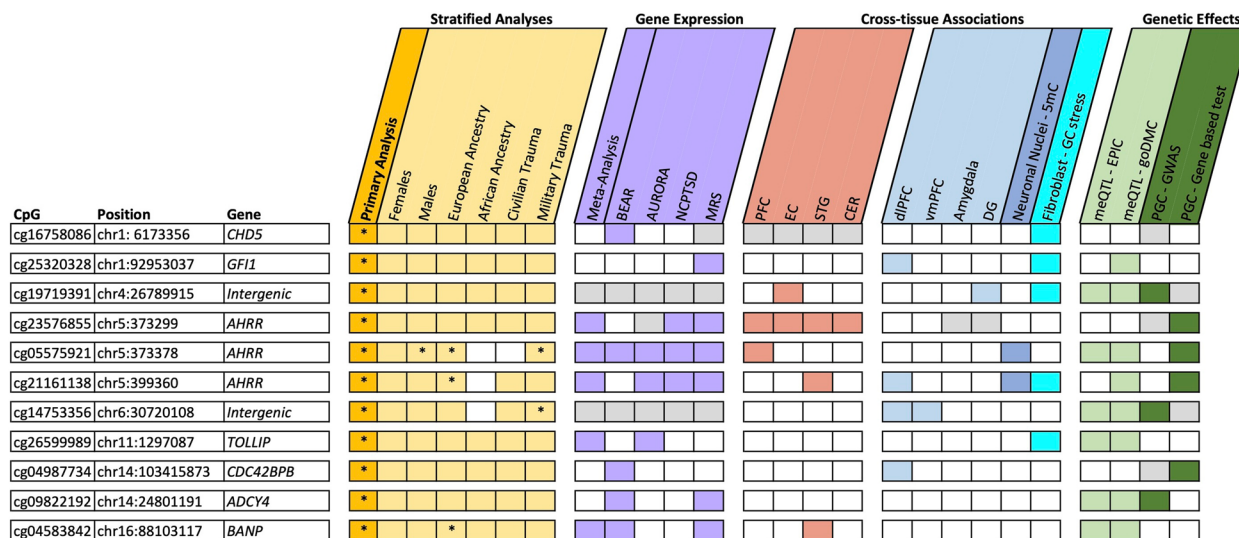 Stratified Analyses Gene Expression Cross-tissue Associations Genetic Effects
Primary Analysis
Females
Males
European Ancestry
African Ancestry
Civilian Trauma
Military Trauma
Meta-Analysis
BEAR
AURORA
NCPTSD
MRS
PFC
EC
STG
CER
dlPFC
vmPFC
Amygdala
DG
Neuronal Nuclei - 5mC
Fibroblast - GC stress
meQTL - EPIC
meQTL - goDMC
PGC - GWAS
PGC - Gene based test
CpG Position Gene
cg16758086 chr1: 6173356 CHD5 *
cg25320328 chr1:92953037 GFI1 *
cg19719391 chr4:26789915 Intergenic *
cg23576855 chr5:373299 AHRR *
cg05575921 chr5:373378 AHRR * * * *
cg21161138 chr5:399360 AHRR * *
cg14753356 chr6:30720108 Intergenic * *
cg26599989 chr11:1297087 TOLLIP *
cg04987734 chr14:103415873 CDC42BPB *
cg09822192 chr14:24801191 ADCY4 *
cg04583842 chr16:88103117 BANP * *